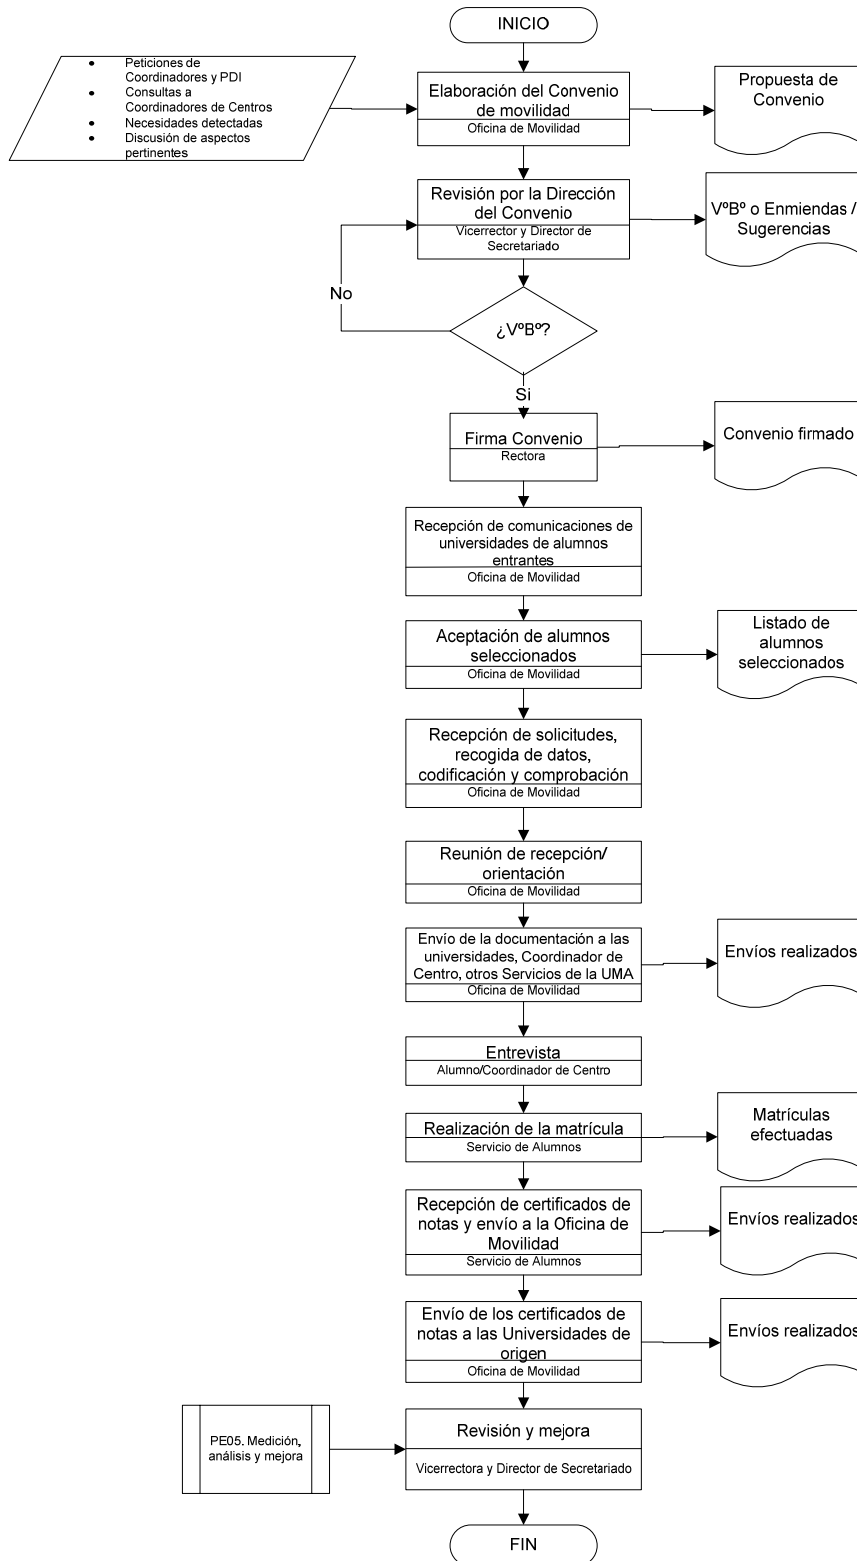 INICIO
• Peticiones de
Coordinadores y PDI
• Consultas a
Coordinadores de Centros
• Necesidades detectadas
• Discusión de aspectos
pertinentes
Elaboración del Convenio
de movilidad
Oficina de Movilidad
Propuesta de
Convenio
Revisión por la Dirección
del Convenio
Vicerrector y Director de
Secretariado
VºBº o Enmiendas /
Sugerencias
No
¿VºBº?
Si
Firma Convenio
Rectora
Convenio firmado
Recepción de comunicaciones de
universidades de alumnos
entrantes
Oficina de Movilidad
Aceptación de alumnos
seleccionados
Oficina de Movilidad
Listado de
alumnos
seleccionados
Recepción de solicitudes,
recogida de datos,
codificación y comprobación
Oficina de Movilidad
Reunión de recepción/
orientación
Oficina de Movilidad
Envío de la documentación a las
universidades, Coordinador de
Centro, otros Servicios de la UMA
Oficina de Movilidad
Envíos realizados
Entrevista
Alumno/Coordinador de Centro
Realización de la matrícula
Servicio de Alumnos
Matrículas
efectuadas
Recepción de certificados de
notas y envío a la Oficina de
Movilidad
Servicio de Alumnos
Envíos realizados
Envío de los certificados de
notas a las Universidades de
origen
Oficina de Movilidad
Envíos realizados
PE05. Medición,
análisis y mejora
Revisión y mejora
Vicerrectora y Director de Secretariado
FIN